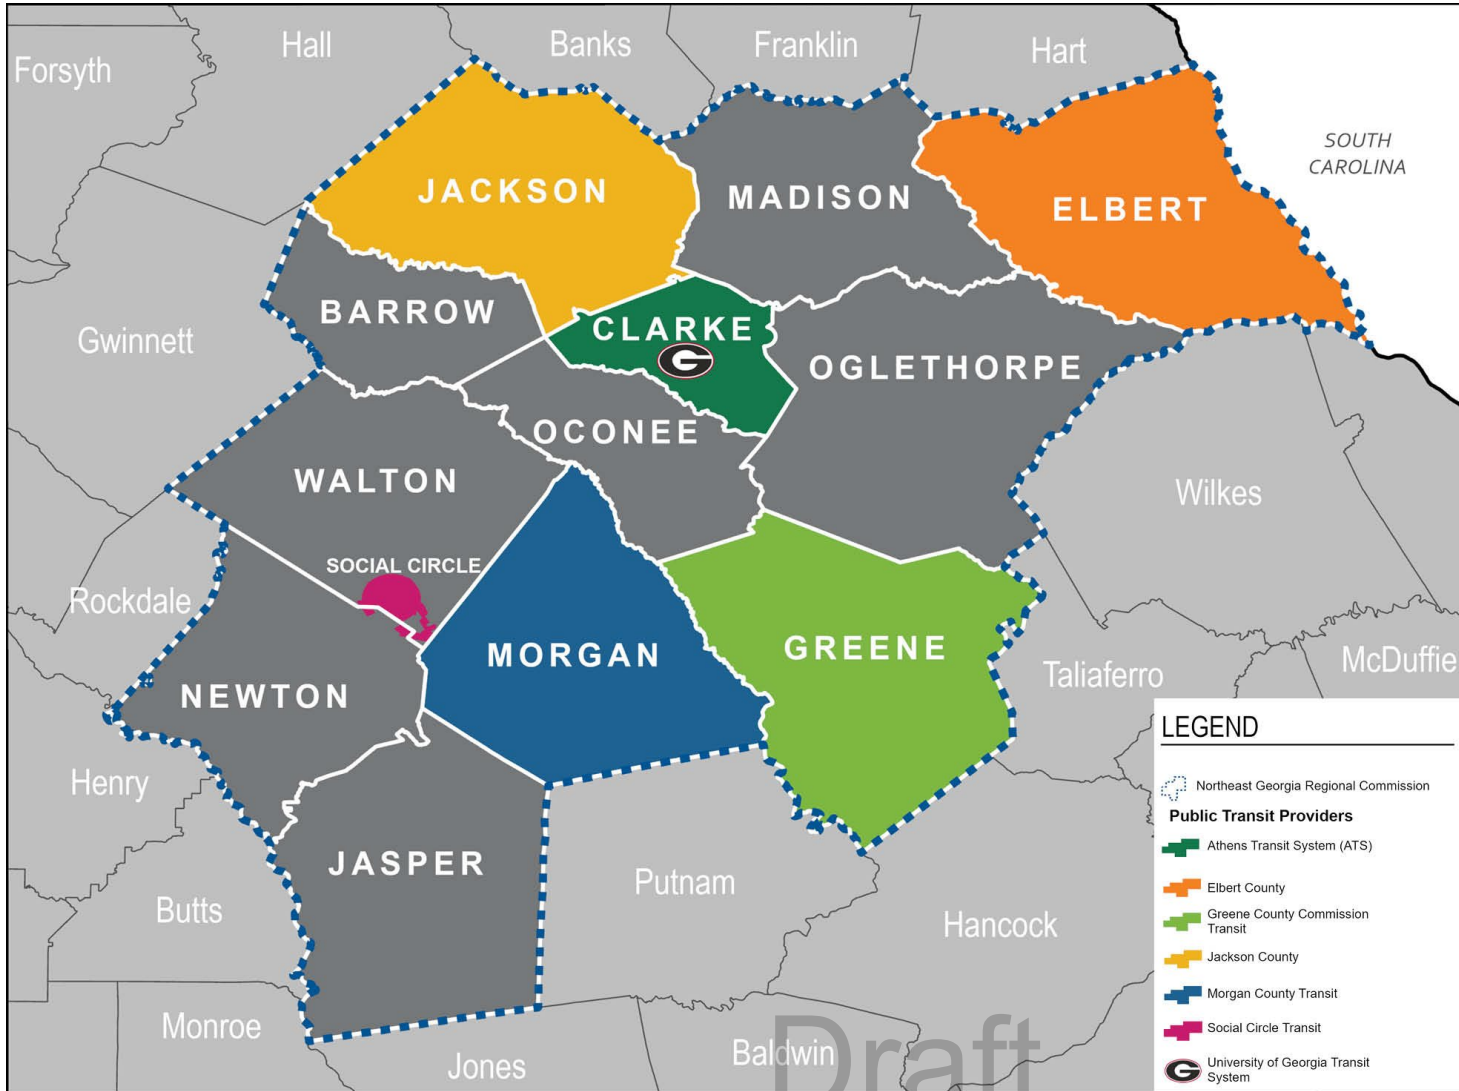 Hall
Banks
Franklin
Hart
Forsyth
SOUTH
CAROLINA
JACKSON
MADISON
ELBERT
BARROW
CLARKE
G
Gwinnett
OGLETHORPE
OCONEE
WALTON
Wilkes
SOCIAL CIRCLE
Rockdale
MORGAN
GREENE
McDuffie
Taliaferro
NEWTON
Henry
JASPER
Putnam
Butts
Hancock
Monroe
Jones
Baldwin
Draft
LEGEND
Northeast Georgia Regional Commission
Public Transit Providers
Athens Transit System (ATS)
Elbert County
Greene County Commission
Transit
Jackson County
Morgan County Transit
Social Circle Transit
G
University of Georgia Transit
System